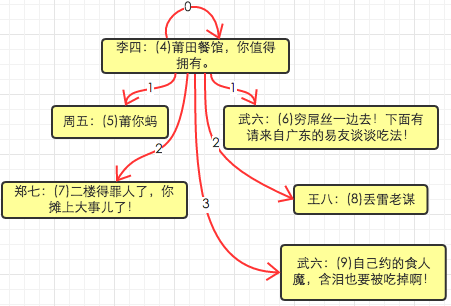 0
李四：(4)莆田餐馆，你值得
拥有。
1
1
周五：(5)莆你蚂
武六：(6)穷屌丝一边去！下面有
请来自广东的易友谈谈吃法！
2
2
郑七：(7)二楼得罪人了，你
摊上大事儿了！
王八：(8)丢雷老谋
3
武六：(9)自己约的食人
魔，含泪也要被吃掉啊！